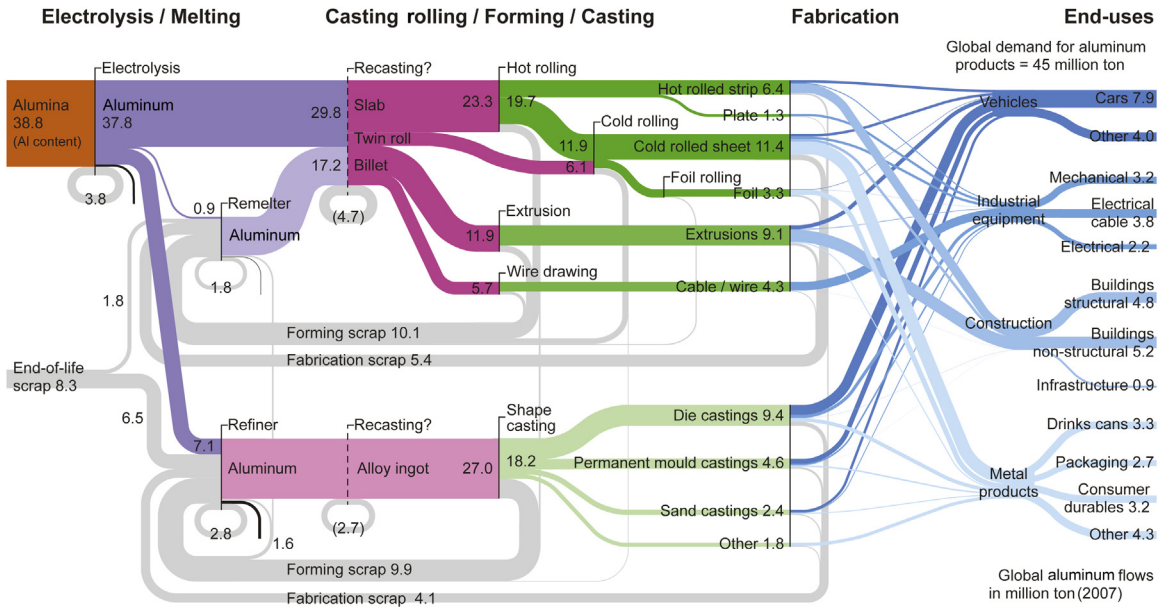 Electrolysis / Melting
Casting rolling / Forming / Casting
Fabrication
End-uses
Global demand for aluminum
products = 45 million ton
Electrolysis
Recasting?
Hot rolling
Alumina
38.8
(Al content)
Aluminum
37.8
29.8
Slab
23.3
19.7
Hot rolled strip 6.4
Plate 1.3
Vehicles
Cars 7.9
Other 4.0
Twin roll
Cold rolling
11.9
Cold rolled sheet 11.4
17.2
Billet
6.1
Foil rolling
Foil 3.3
3.8
0.9
Remelter
Aluminum
(4.7)
Extrusion
11.9
Extrusions 9.1
Mechanical 3.2
Industrial
equipment
Electrical
cable 3.8
Electrical 2.2
1.8
1.8
Wire drawing
5.7
Cable / wire 4.3
Buildings
structural 4.8
Construction
Buildings
non-structural 5.2
Infrastructure 0.9
Forming scrap 10.1
Fabrication scrap 5.4
End-of-life
scrap 8.3
6.5
Refiner
7.1
Aluminum
Recasting?
Alloy ingot
27.0
Shape
casting
18.2
Die castings 9.4
Permanent mould castings 4.6
Sand castings 2.4
Other 1.8
Drinks cans 3.3
Packaging 2.7
Metal
products
Consumer
durables 3.2
Other 4.3
2.8
1.6
(2.7)
Forming scrap 9.9
Fabrication scrap 4.1
Global aluminum flows
in million ton (2007)